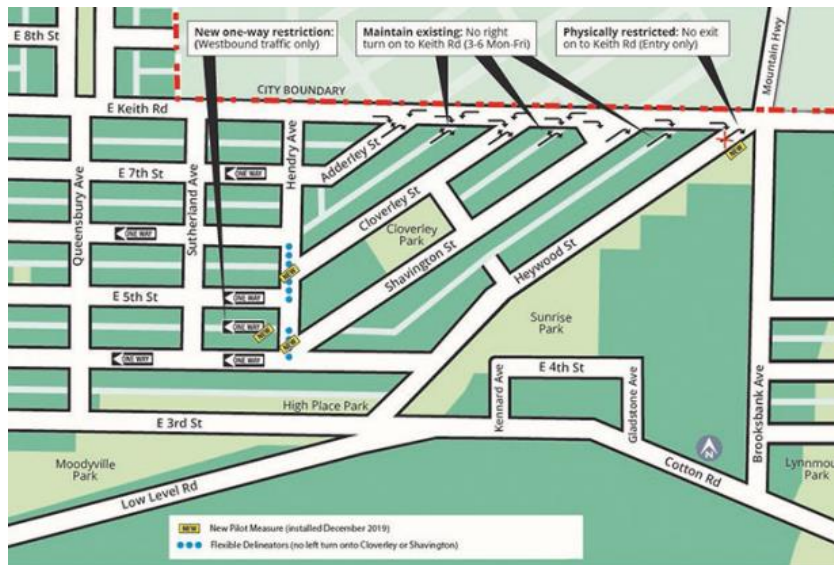 New one-way restriction:
(Westbound traffic only)
Maintain existing: No right
turn on to Keith Rd (3-6 Mon-Fri)
Physically restricted: No exit
on to Keith Rd (Entry only)
Mountain Hwy
E 8th St
CITY BOUNDARY
E Keith Rd
Queensbury Ave
Sutherland Ave
Hendry Ave
Adderley St
NEW
E 7th St
ONE WAY
Cloverley St
Cloverley
Park
ONE WAY
Shavington St
Heywood St
NEW
E 5th St
ONE WAY
Sunrise
Park
ONE WAY
NEW
NEW
ONE WAY
ONE WAY
E 4th St
Kennard Ave
Gladstone Ave
Brooksbank Ave
High Place Park
E 3rd St
N
Moodyville
Park
Low Level Rd
Cotton Rd
Lynnmou
Park
NEW New Pilot Measure (installed December 2019)
Flexible Delineators (no left turn onto Cloverley or Shavington)